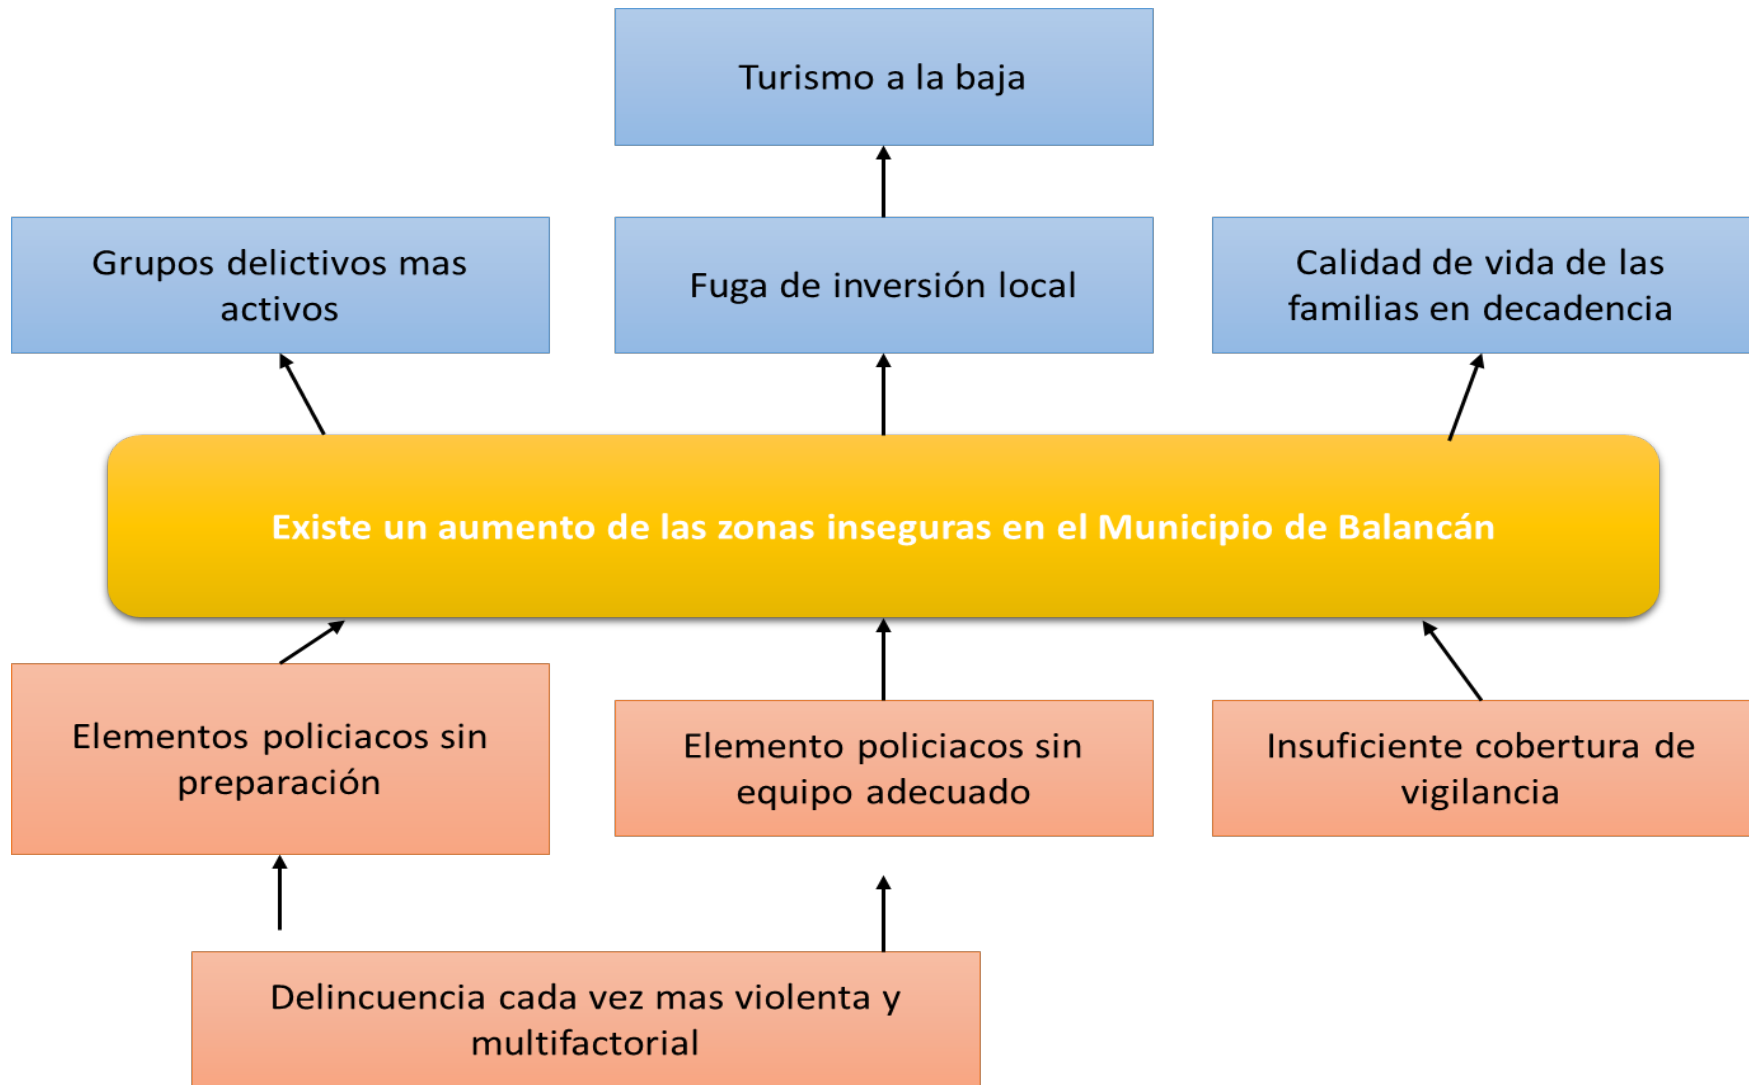 Turismo a la baja
Grupos delictivos mas
activos
Fuga de inversión local
Calidad de vida de las
familias en decadencia
Existe un aumento de las zonas inseguras en el Municipio de Balancán
Elementos policiacos sin
preparación
Elemento policiacos sin
equipo adecuado
Insuficiente cobertura de
vigilancia
Delincuencia cada vez mas violenta y
multifactorial